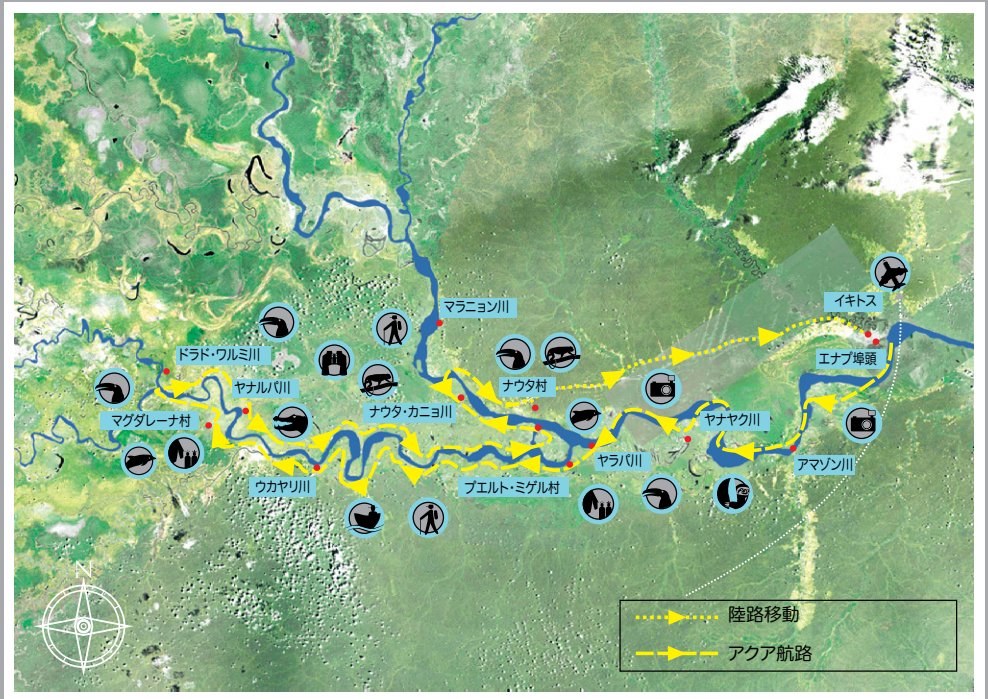 マラニョン川
イキトス
エナプ埠頭
ドラド・ワルミ川
ヤナルパ川
ナウタ村
マグダレーナ村
ナウタ・カニョ川
ヤナヤク川
ウカヤリ川
プエルト・ミゲル村
ヤラパ川
アマゾン川
N
陸路移動
アクア航路